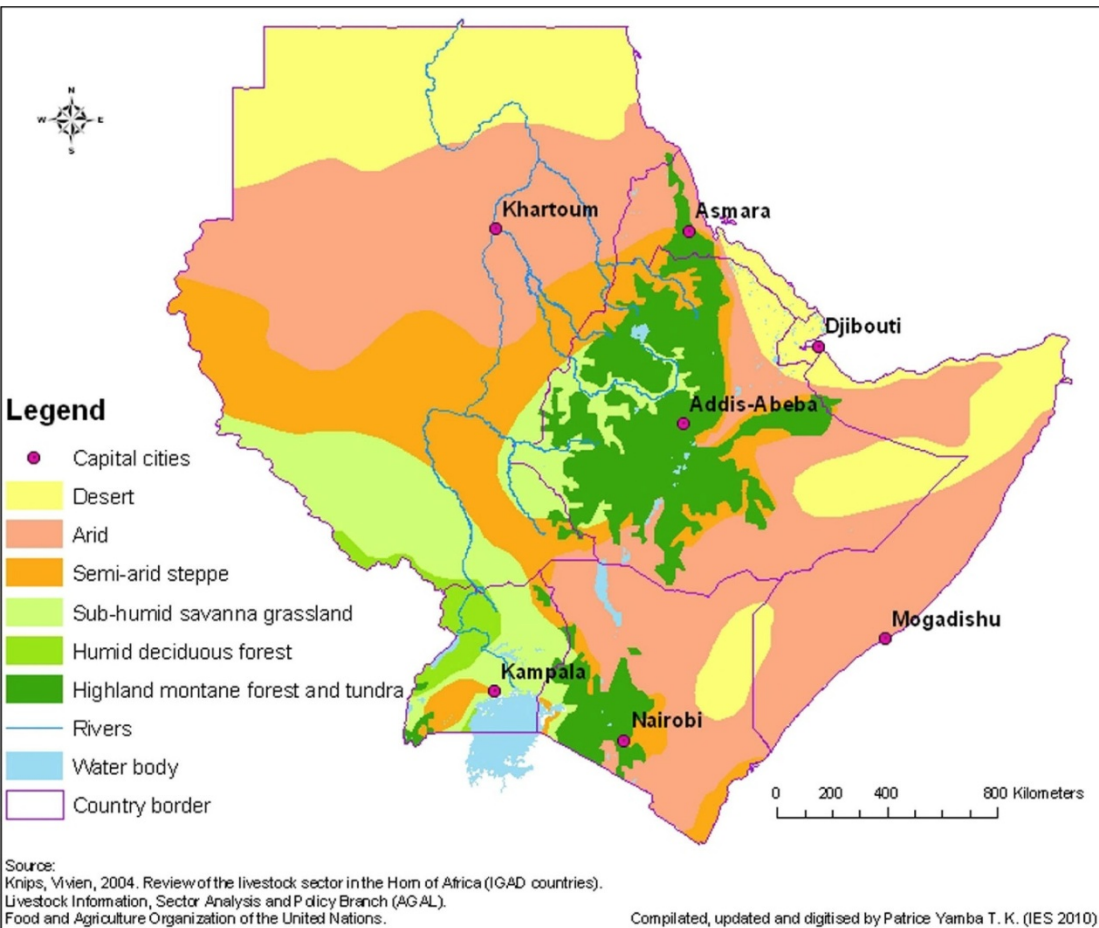 N
W E
S
Khartoum
Asmara
Djibouti
Addis-Abeba
Mogadishu
Kampala
Nairobi
Legend
Capital cities
Desert
Arid
Semi-arid steppe
Sub-humid savanna grassland
Humid deciduous forest
Highland montane forest and tundra
Rivers
Water body
Country border
0 200 400 800 Kilometers
Source:
Knips, Vivien, 2004. Review of the livestock sector in the Horn of Africa (IGAD countries).
Livestock Information, Sector Analysis and Policy Branch (AGAL).
Food and Agriculture Organization of the United Nations.
Compilated, updated and digitised by Patrice Yamba T. K. (IES 2010)